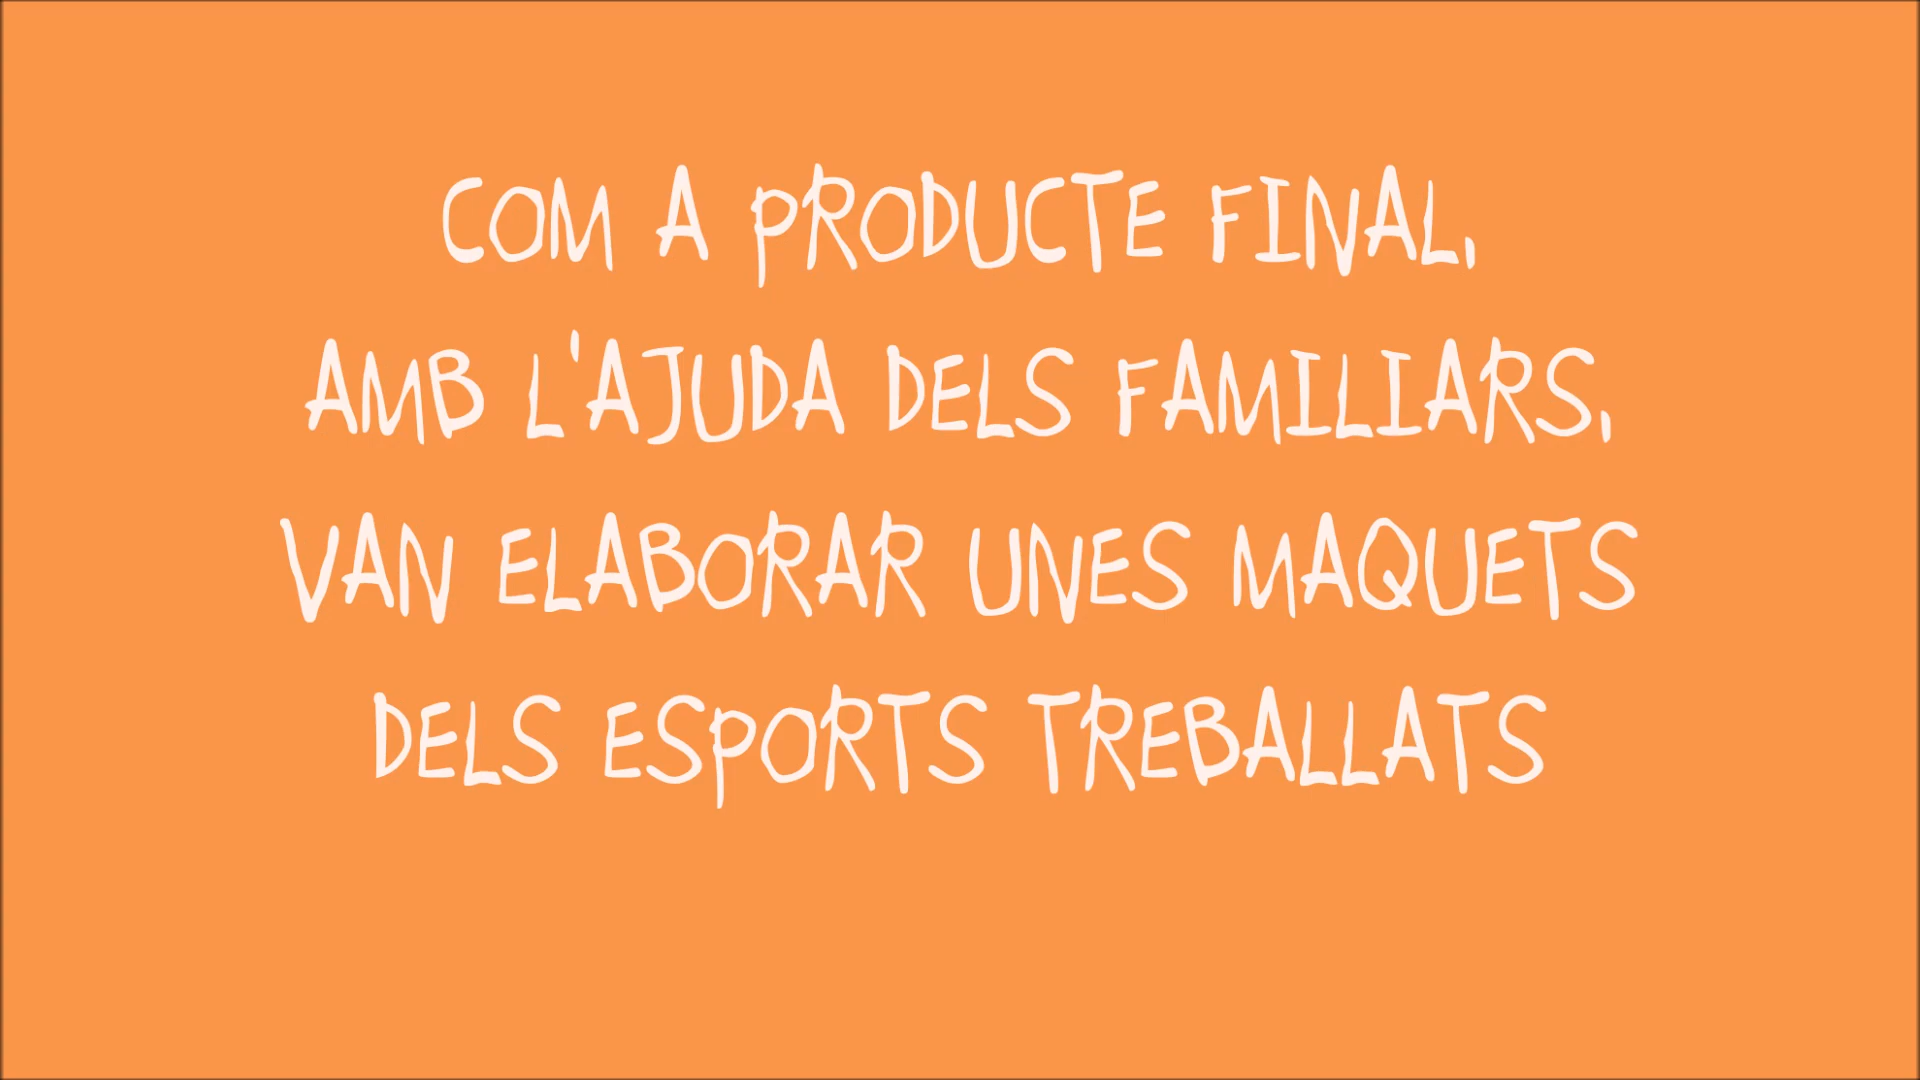 COM A PRODUCTE FINAL,
AMB L'AJUDA DELS FAMILIARS,
VAN ELABORAR UNES MAQUETS
DELS ESPORTS TREBALLATS